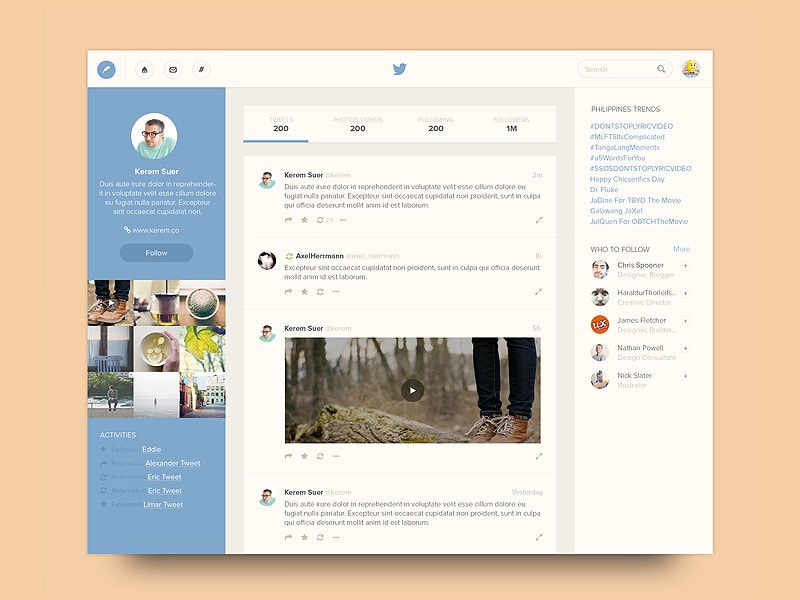 #
Search
Kerem Suer
Duis aute irure dolor in reprehender-
it in voluptate velit esse cillum dolore
eu fugiat nulla pariatur. Excepteur
sint occaecat cupidatat non.
www.kerem.co
Follow
ACTIVITIES
Followed Eddie
Replied to Alexander Tweet
Retweeted Eric Tweet
Retweeted Eric Tweet
Favorited Limar Tweet
TWEETS
200
PHOTOS/VIDEOS
200
FOLLOWING
200
FOLLOWERS
1M
Kerem Suer @kerem 2m
Duis aute irure dolor in reprehenderit in voluptate velit esse cillum dolore eu
fugiat nulla pariatur. Excepteur sint occaecat cupidatat non proident, sunt in culpa
qui officia deserunt mollit anim id est laborum.
20
AxelHerrmann @axel_herrmann 1h
Excepteur sint occaecat cupidatat non proident, sunt in culpa qui officia deserunt
mollit anim id est laborum.
Kerem Suer @kerem 5h
Kerem Suer @kerem Yesterday
Duis aute irure dolor in reprehenderit in voluptate velit esse cillum dolore eu
fugiat nulla pariatur. Excepteur sint occaecat cupidatat non proident, sunt in culpa
qui officia deserunt mollit anim id est laborum.
PHILIPPINES TRENDS
#DONTSTOPLYRICVIDEO
#MLFTSItsComplicated
#TangaLangMoments
#a5WordsForYou
#5SOSDONTSTOPLYRICVIDEO
Happy Chicserifics Day
Dr. Fluke
JaDine For TBYD The Movie
Galawang JaXel
JulQuen For OBTCHTheMovie
WHO TO FOLLOW More
Chris Spooner
Designer, Blogger
HaraldurThorleifs...
Creative Director
UX
James Fletcher
Designer, Builder...
Nathan Powell
Design Consultant
Nick Slater
Illustrator